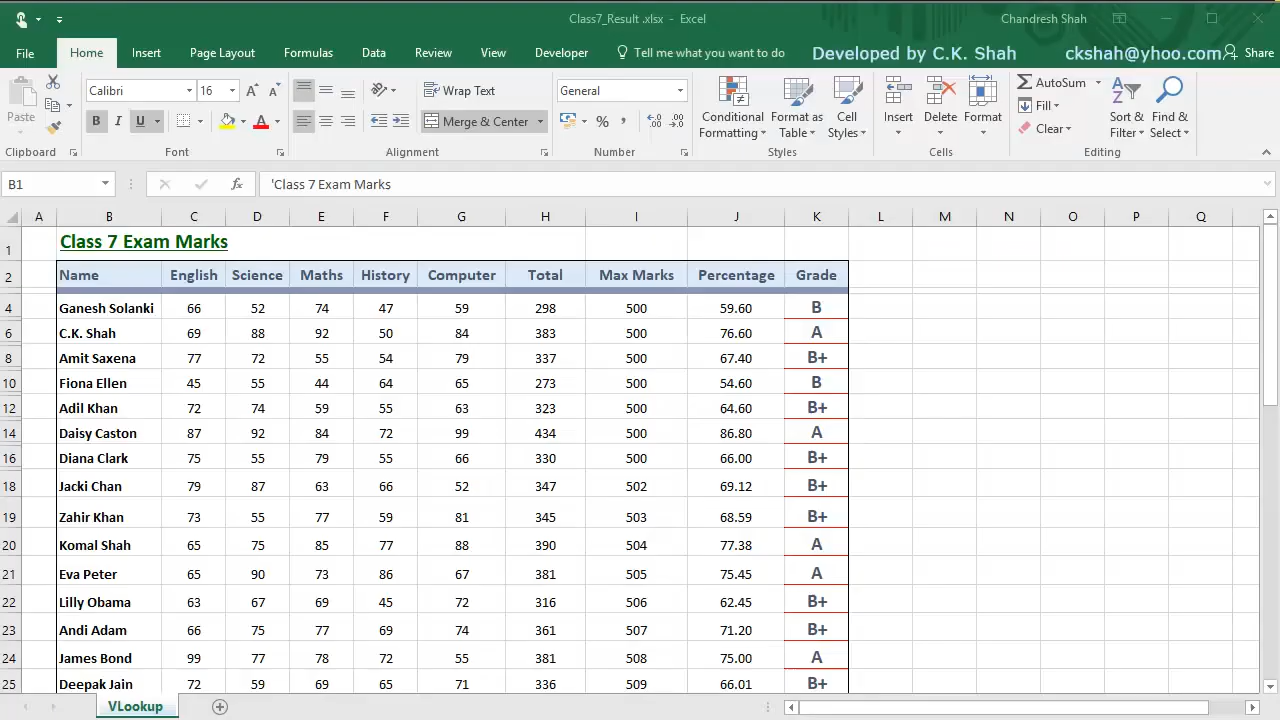 Class7_Result .xlsx - Excel
Chandresh Shah
File Home Insert Page Layout Formulas Data Review View Developer Tell me what you want to do Developed by C.K. Shah ckshah@yhoo.com Share
Calibri 16 Wrap Text General AutoSum
Paste B I U Merge & Center % , Conditional Formatting Format as Table Cell Styles Insert Delete Format Fill Sort & Filter Find & Select
Clear
Clipboard Font Alignment Number Styles Cells Editing
B1 fx 'Class 7 Exam Marks
A B C D E F G H I J K L M N O P Q
1 Class 7 Exam Marks
2 Name English Science Maths History Computer Total Max Marks Percentage Grade
4 Ganesh Solanki 66 52 74 47 59 298 500 59.60 B
6 C.K. Shah 69 88 92 50 84 383 500 76.60 A
8 Amit Saxena 77 72 55 54 79 337 500 67.40 B+
10 Fiona Ellen 45 55 44 64 65 273 500 54.60 B
12 Adil Khan 72 74 59 55 63 323 500 64.60 B+
14 Daisy Caston 87 92 84 72 99 434 500 86.80 A
16 Diana Clark 75 55 79 55 66 330 500 66.00 B+
18 Jacki Chan 79 87 63 66 52 347 502 69.12 B+
19 Zahir Khan 73 55 77 59 81 345 503 68.59 B+
20 Komal Shah 65 75 85 77 88 390 504 77.38 A
21 Eva Peter 65 90 73 86 67 381 505 75.45 A
22 Lilly Obama 63 67 69 45 72 316 506 62.45 B+
23 Andi Adam 66 75 77 69 74 361 507 71.20 B+
24 James Bond 99 77 78 72 55 381 508 75.00 A
25 Deepak Jain 72 59 69 65 71 336 509 66.01 B+
VLookup